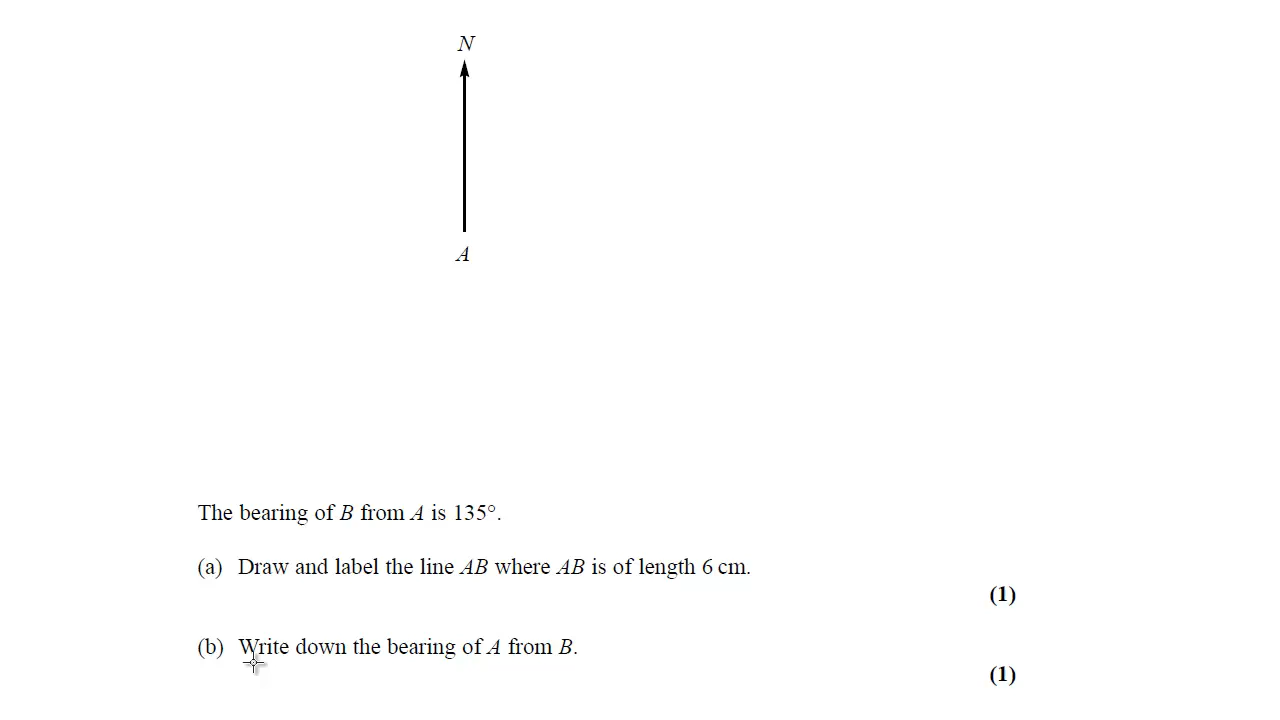 N
A
The bearing of B from A is 135°.
(a) Draw and label the line AB where AB is of length 6 cm.
(1)
(b) Write down the bearing of A from B.
(1)